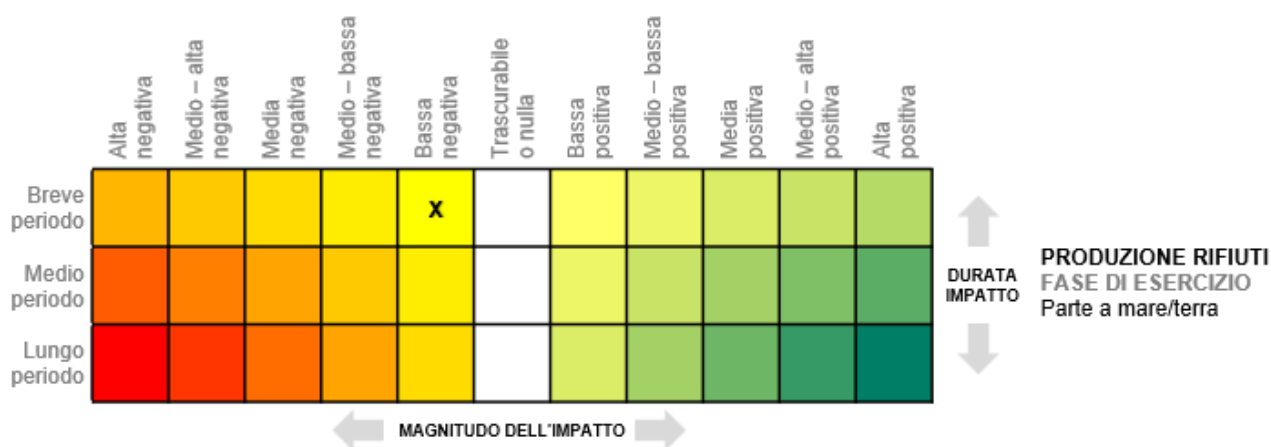 Alta
negativa
Medio – alta
negativa
Media
negativa
Medio – bassa
negativa
Bassa
negativa
Trascurabile
o nulla
Bassa
positiva
Medio – bassa
positiva
Media
positiva
Medio – alta
positiva
Alta
positiva
Breve
periodo
X
Medio
periodo
Lungo
periodo
DURATA
IMPATTO
PRODUZIONE RIFIUTI
FASE DI ESERCIZIO
Parte a mare/terra
MAGNITUDO DELL'IMPATTO